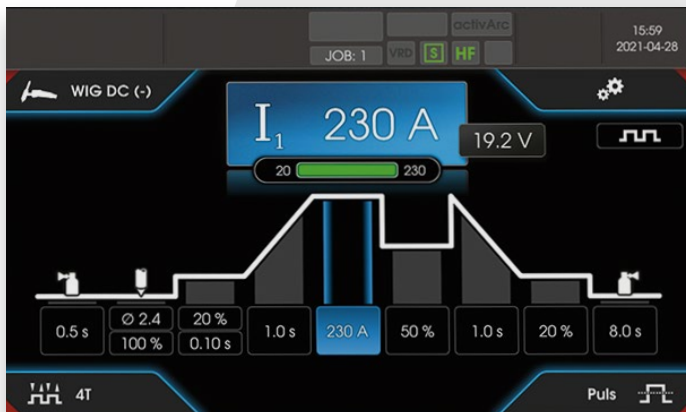 activArc
15:59
2021-04-28
JOB: 1 VRD S HF
WIG DC (-)
I1 230 A
19.2 V
20 230
0.5 s
Ø 2.4
100 %
20 %
0.10 s
1.0 s
230 A
50 %
1.0 s
20 %
8.0 s
4T
Puls